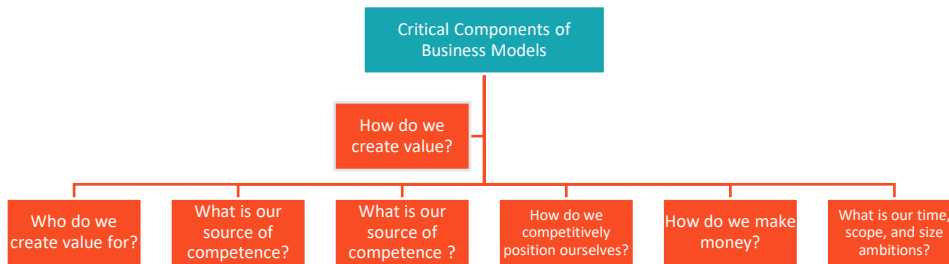 Critical Components of
Business Models
How do we
create value?
Who do we
create value for?
What is our
source of
competence?
What is our
source of
competence ?
How do we
competitively
position ourselves?
How do we make
money?
What is our time,
scope, and size
ambitions?